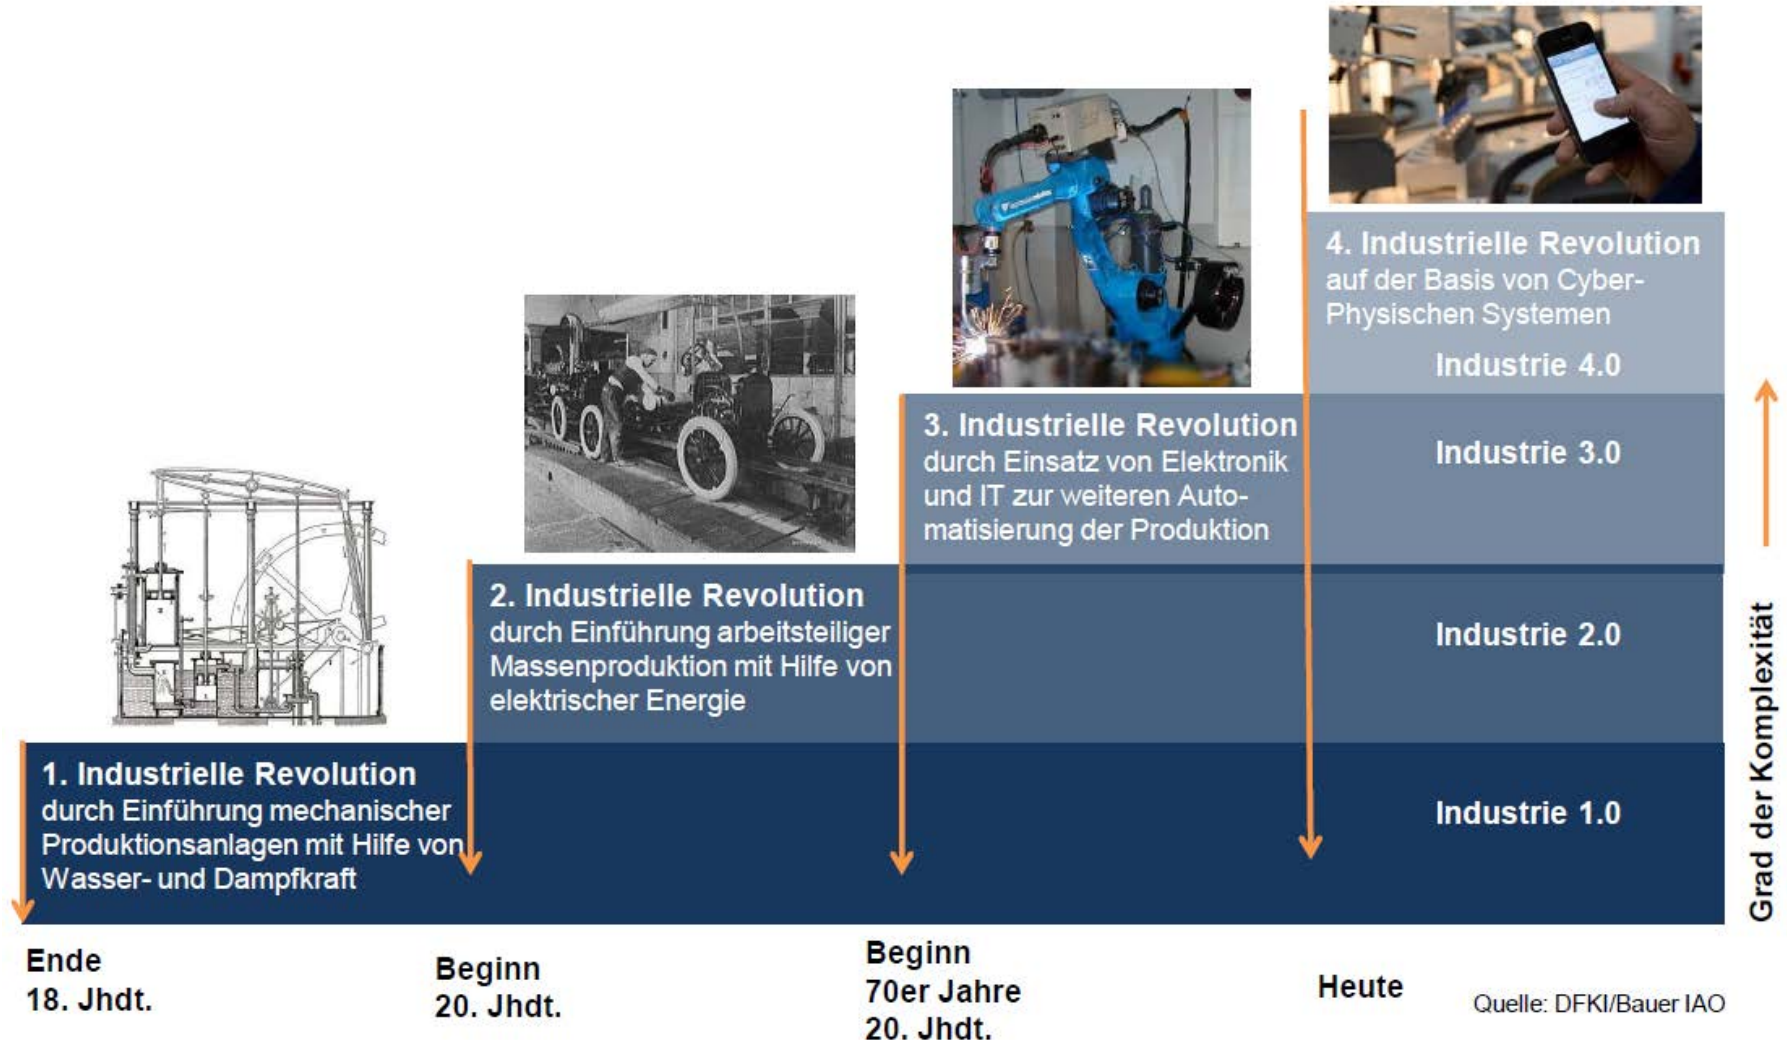 4. Industrielle Revolution
auf der Basis von Cyber-
Physischen Systemen
Industrie 4.0
3. Industrielle Revolution
durch Einsatz von Elektronik
und IT zur weiteren Auto-
matisierung der Produktion
Industrie 3.0
2. Industrielle Revolution
durch Einführung arbeitsteiliger
Massenproduktion mit Hilfe von
elektrischer Energie
Industrie 2.0
1. Industrielle Revolution
durch Einführung mechanischer
Produktionsanlagen mit Hilfe von
Wasser- und Dampfkraft
Industrie 1.0
Grad der Komplexität
Ende
18. Jhdt.
Beginn
20. Jhdt.
Beginn
70er Jahre
20. Jhdt.
Heute
Quelle: DFKI/Bauer IAO